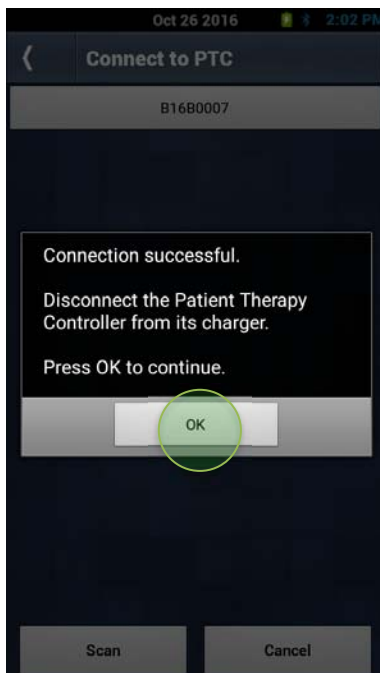 Oct 26 2016 2:02 PM
Connect to PTC
B16B0007
Connection successful.
Disconnect the Patient Therapy
Controller from its charger.
Press OK to continue.
OK
Scan Cancel